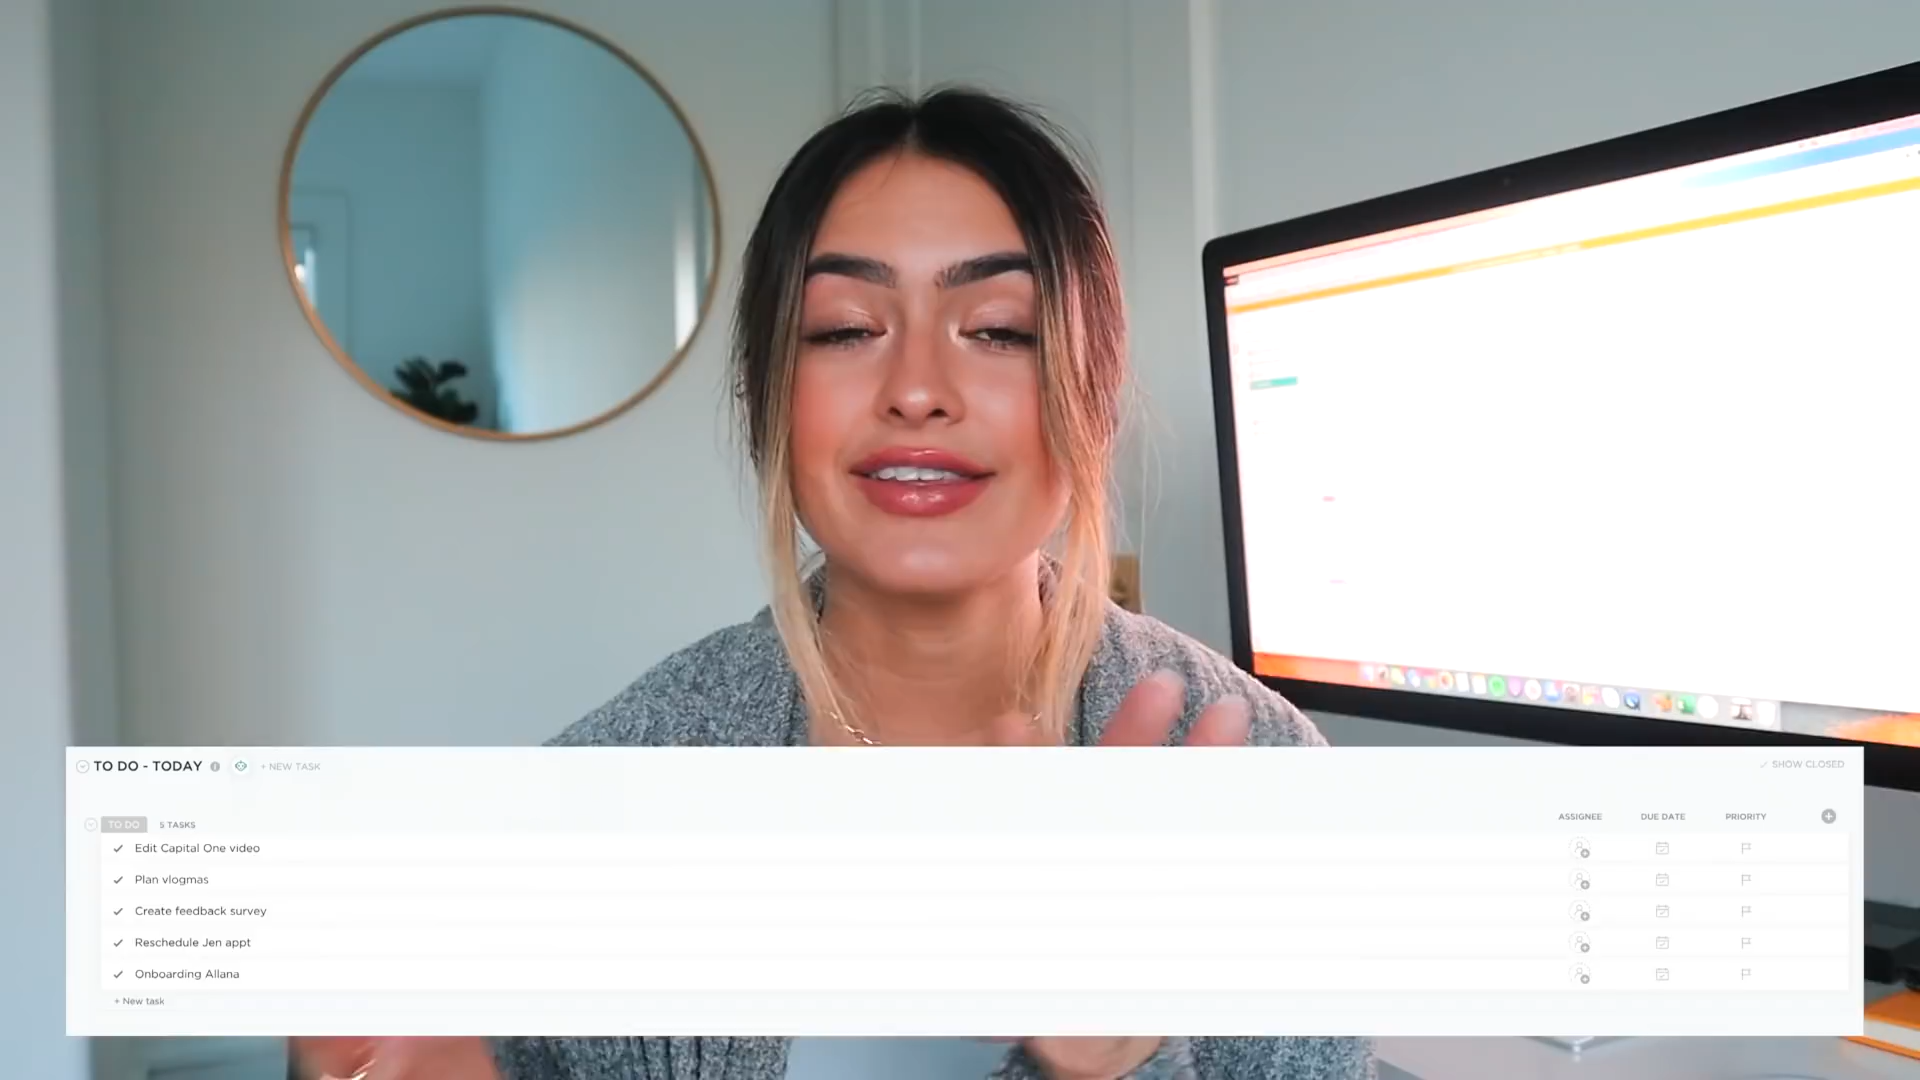 TO DO - TODAY + NEW TASK SHOW CLOSED
TO DO 5 TASKS ASSIGNEE DUE DATE PRIORITY
Edit Capital One video
Plan vlogmas
Create feedback survey
Reschedule Jen appt
Onboarding Allana
+ New task